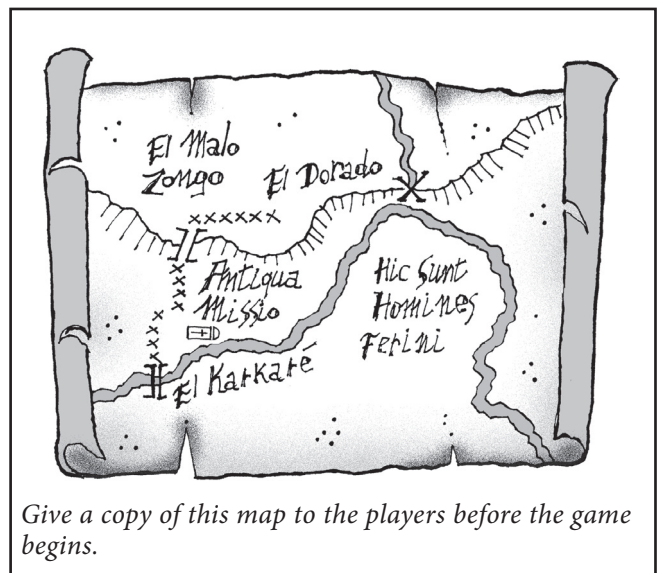 El Malo
Zongo
El Dorado
Antiqua
Missio
Hic Sunt
Homines
Ferini
El Karkaré
Give a copy of this map to the players before the game
begins.